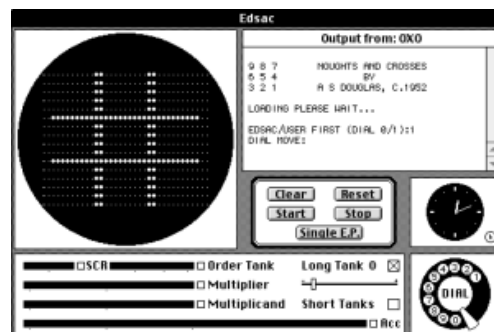 Edsac
Output from: OXO
9 8 7 NOUGHTS AND CROSSES
6 5 4 BY
3 2 1 A S DOUGLAS, C.1952
LOADING PLEASE WAIT...
EDSAC/USER FIRST (DIAL 0/1):1
DIAL MOVE:
Clear Reset
Start Stop
Single E.P.
SCR Order Tank Long Tank 0
Multiplier
Multiplicand Short Tanks
Acc
DIAL